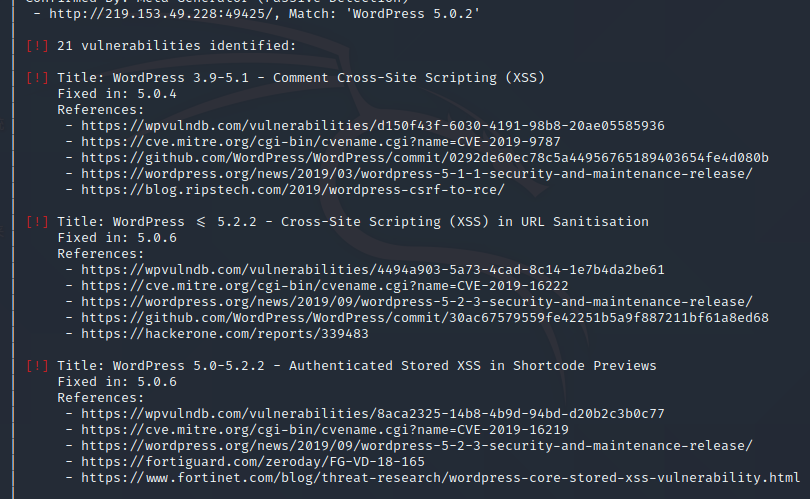 Confirmed By: Meta Generator (Passive Detection)
| - http://219.153.49.228:49425/, Match: 'WordPress 5.0.2'
|
| [!] 21 vulnerabilities identified:
|
| [!] Title: WordPress 3.9-5.1 - Comment Cross-Site Scripting (XSS)
| Fixed in: 5.0.4
| References:
| - https://wpvulndb.com/vulnerabilities/d150f43f-6030-4191-98b8-20ae05585936
| - https://cve.mitre.org/cgi-bin/cvename.cgi?name=CVE-2019-9787
| - https://github.com/WordPress/WordPress/commit/0292de60ec78c5a44956765189403654fe4d080b
| - https://wordpress.org/news/2019/03/wordpress-5-1-1-security-and-maintenance-release/
| - https://blog.ripstech.com/2019/wordpress-csrf-to-rce/
|
| [!] Title: WordPress <= 5.2.2 - Cross-Site Scripting (XSS) in URL Sanitisation
| Fixed in: 5.0.6
| References:
| - https://wpvulndb.com/vulnerabilities/4494a903-5a73-4cad-8c14-1e7b4da2be61
| - https://cve.mitre.org/cgi-bin/cvename.cgi?name=CVE-2019-16222
| - https://wordpress.org/news/2019/09/wordpress-5-2-3-security-and-maintenance-release/
| - https://github.com/WordPress/WordPress/commit/30ac67579559fe42251b5a9f887211bf61a8ed68
| - https://hackerone.com/reports/339483
|
| [!] Title: WordPress 5.0-5.2.2 - Authenticated Stored XSS in Shortcode Previews
| Fixed in: 5.0.6
| References:
| - https://wpvulndb.com/vulnerabilities/8aca2325-14b8-4b9d-94bd-d20b2c3b0c77
| - https://cve.mitre.org/cgi-bin/cvename.cgi?name=CVE-2019-16219
| - https://wordpress.org/news/2019/09/wordpress-5-2-3-security-and-maintenance-release/
| - https://fortiguard.com/zeroday/FG-VD-18-165
| - https://www.fortinet.com/blog/threat-research/wordpress-core-stored-xss-vulnerability.html